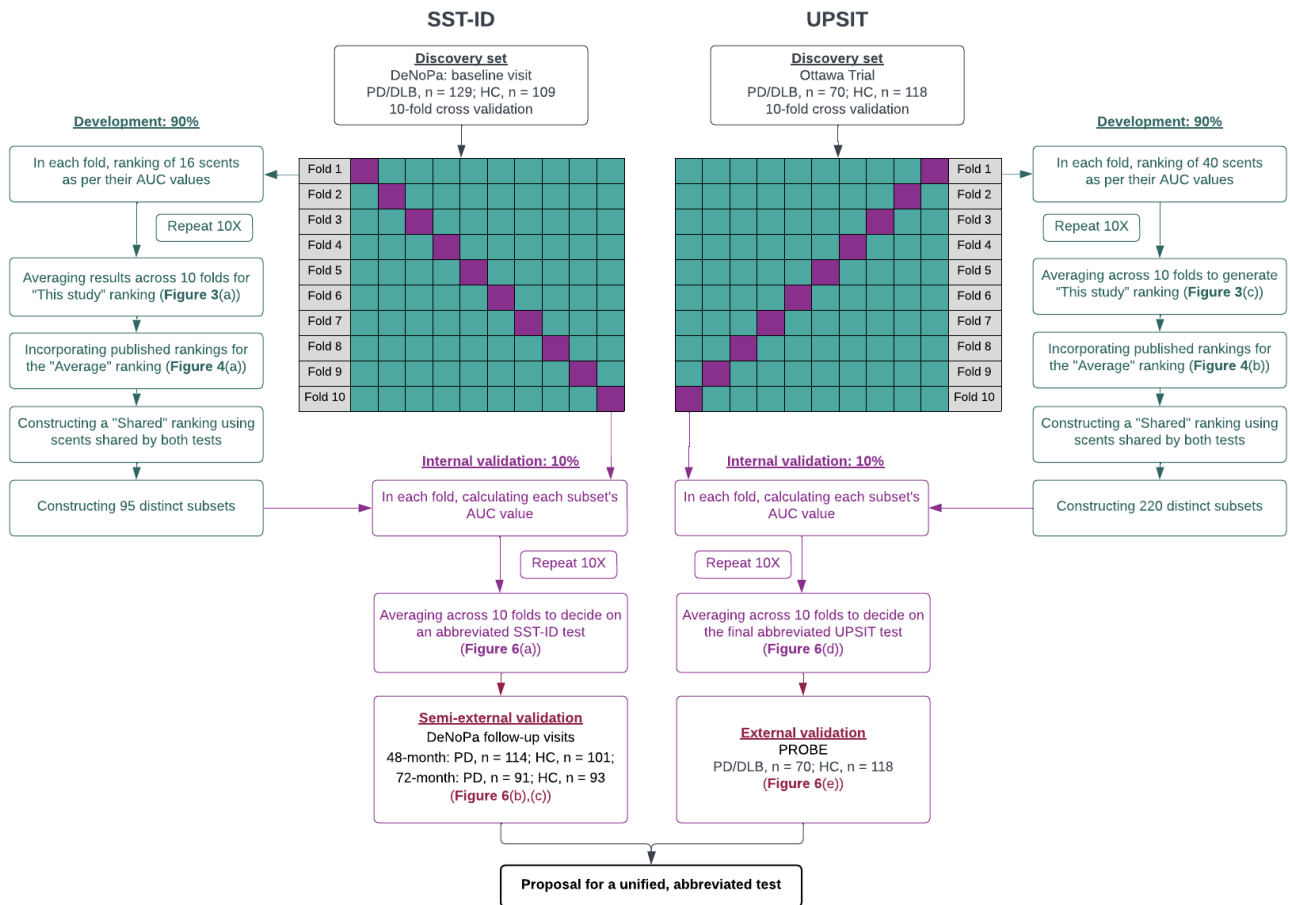 SST-ID
UPSIT
Discovery set
DeNoPa: baseline visit
PD/DLB, n = 129; HC, n = 109
10-fold cross validation
Discovery set
Ottawa Trial
PD/DLB, n = 70; HC, n = 118
10-fold cross validation
Development: 90%
In each fold, ranking of 16 scents
as per their AUC values
Repeat 10X
Averaging results across 10 folds for
"This study" ranking (Figure 3(a))
Incorporating published rankings for
the "Average" ranking (Figure 4(a))
Constructing a "Shared" ranking using
scents shared by both tests
Constructing 95 distinct subsets
Fold 1
Fold 2
Fold 3
Fold 4
Fold 5
Fold 6
Fold 7
Fold 8
Fold 9
Fold 10
Fold 1
Fold 2
Fold 3
Fold 4
Fold 5
Fold 6
Fold 7
Fold 8
Fold 9
Fold 10
Development: 90%
In each fold, ranking of 40 scents
as per their AUC values
Repeat 10X
Averaging across 10 folds to generate
"This study" ranking (Figure 3(c))
Incorporating published rankings for
the "Average" ranking (Figure 4(b))
Constructing a "Shared" ranking using
scents shared by both tests
Constructing 220 distinct subsets
Internal validation: 10%
In each fold, calculating each subset's
AUC value
Repeat 10X
Averaging across 10 folds to decide on
an abbreviated SST-ID test
(Figure 6(a))
Semi-external validation
DeNoPa follow-up visits
48-month: PD, n = 114; HC, n = 101;
72-month: PD, n = 91; HC, n = 93
(Figure 6(b),(c))
Internal validation: 10%
In each fold, calculating each subset's
AUC value
Repeat 10X
Averaging across 10 folds to decide on
the final abbreviated UPSIT test
(Figure 6(d))
External validation
PROBE
PD/DLB, n = 70; HC, n = 118
(Figure 6(e))
Proposal for a unified, abbreviated test